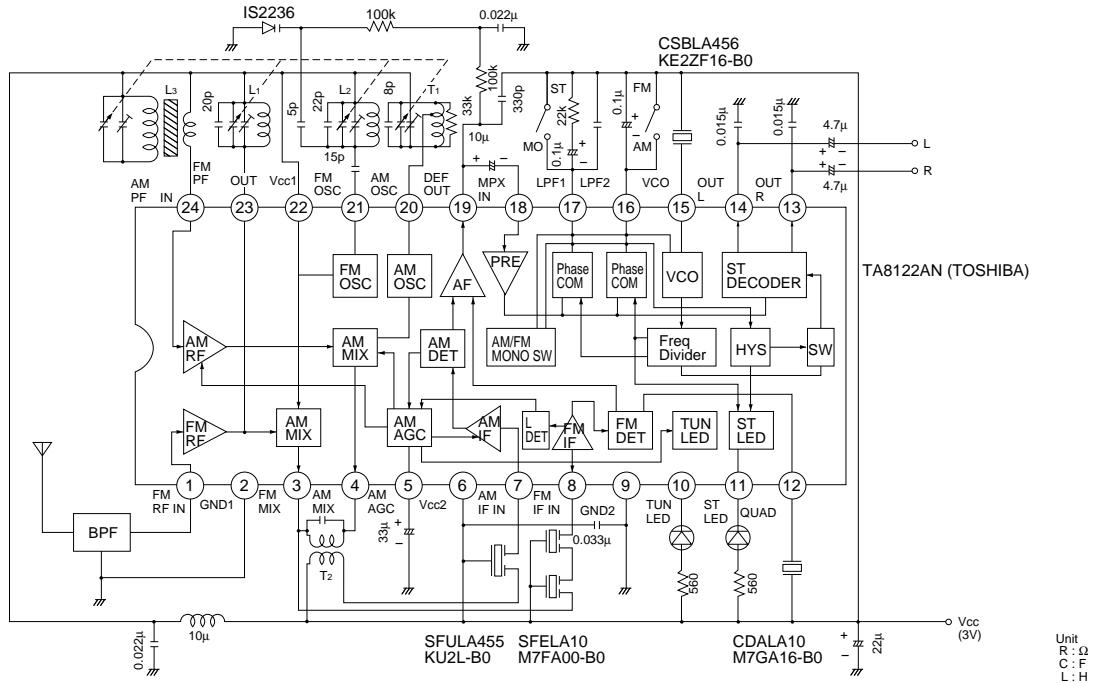 IS2236
100k
0.022µ
CSBLA456
KE2ZF16-B0
L3
20p
L1
5p
22p
L2
8p
T1
33k
100k
330p
10µ
15p
ST
MO
22k
0.1µ
0.1µ
FM
AM
0.015µ
0.015µ
4.7µ
L
R
4.7µ
AM PF
FM PF
IN
OUT
Vcc1
FM OSC
AM OSC
DEF OUT
MPX IN
LPF1
LPF2
VCO
OUT L
OUT R
24
23
22
21
20
19
18
17
16
15
14
13
TA8122AN (TOSHIBA)
FM OSC
AM OSC
AF
PRE
Phase COM
Phase COM
VCO
ST DECODER
AM RF
AM MIX
AM DET
AM/FM MONO SW
Freq Divider
HYS
SW
FM RF
AM MIX
AM AGC
AM IF
L DET
FM IF
FM DET
TUN LED
ST LED
1
2
3
4
5
6
7
8
9
10
11
12
FM RF IN
GND1
FM MIX
AM MIX
AM AGC
Vcc2
AM IF IN
FM IF IN
GND2
TUN LED
ST LED
QUAD
BPF
T2
33µ
0.033µ
560
560
0.022µ
10µ
SFULA455
KU2L-B0
SFELA10
M7FA00-B0
CDALA10
M7GA16-B0
22µ
Vcc
(3V)
Unit
R : Ω
C : F
L : H